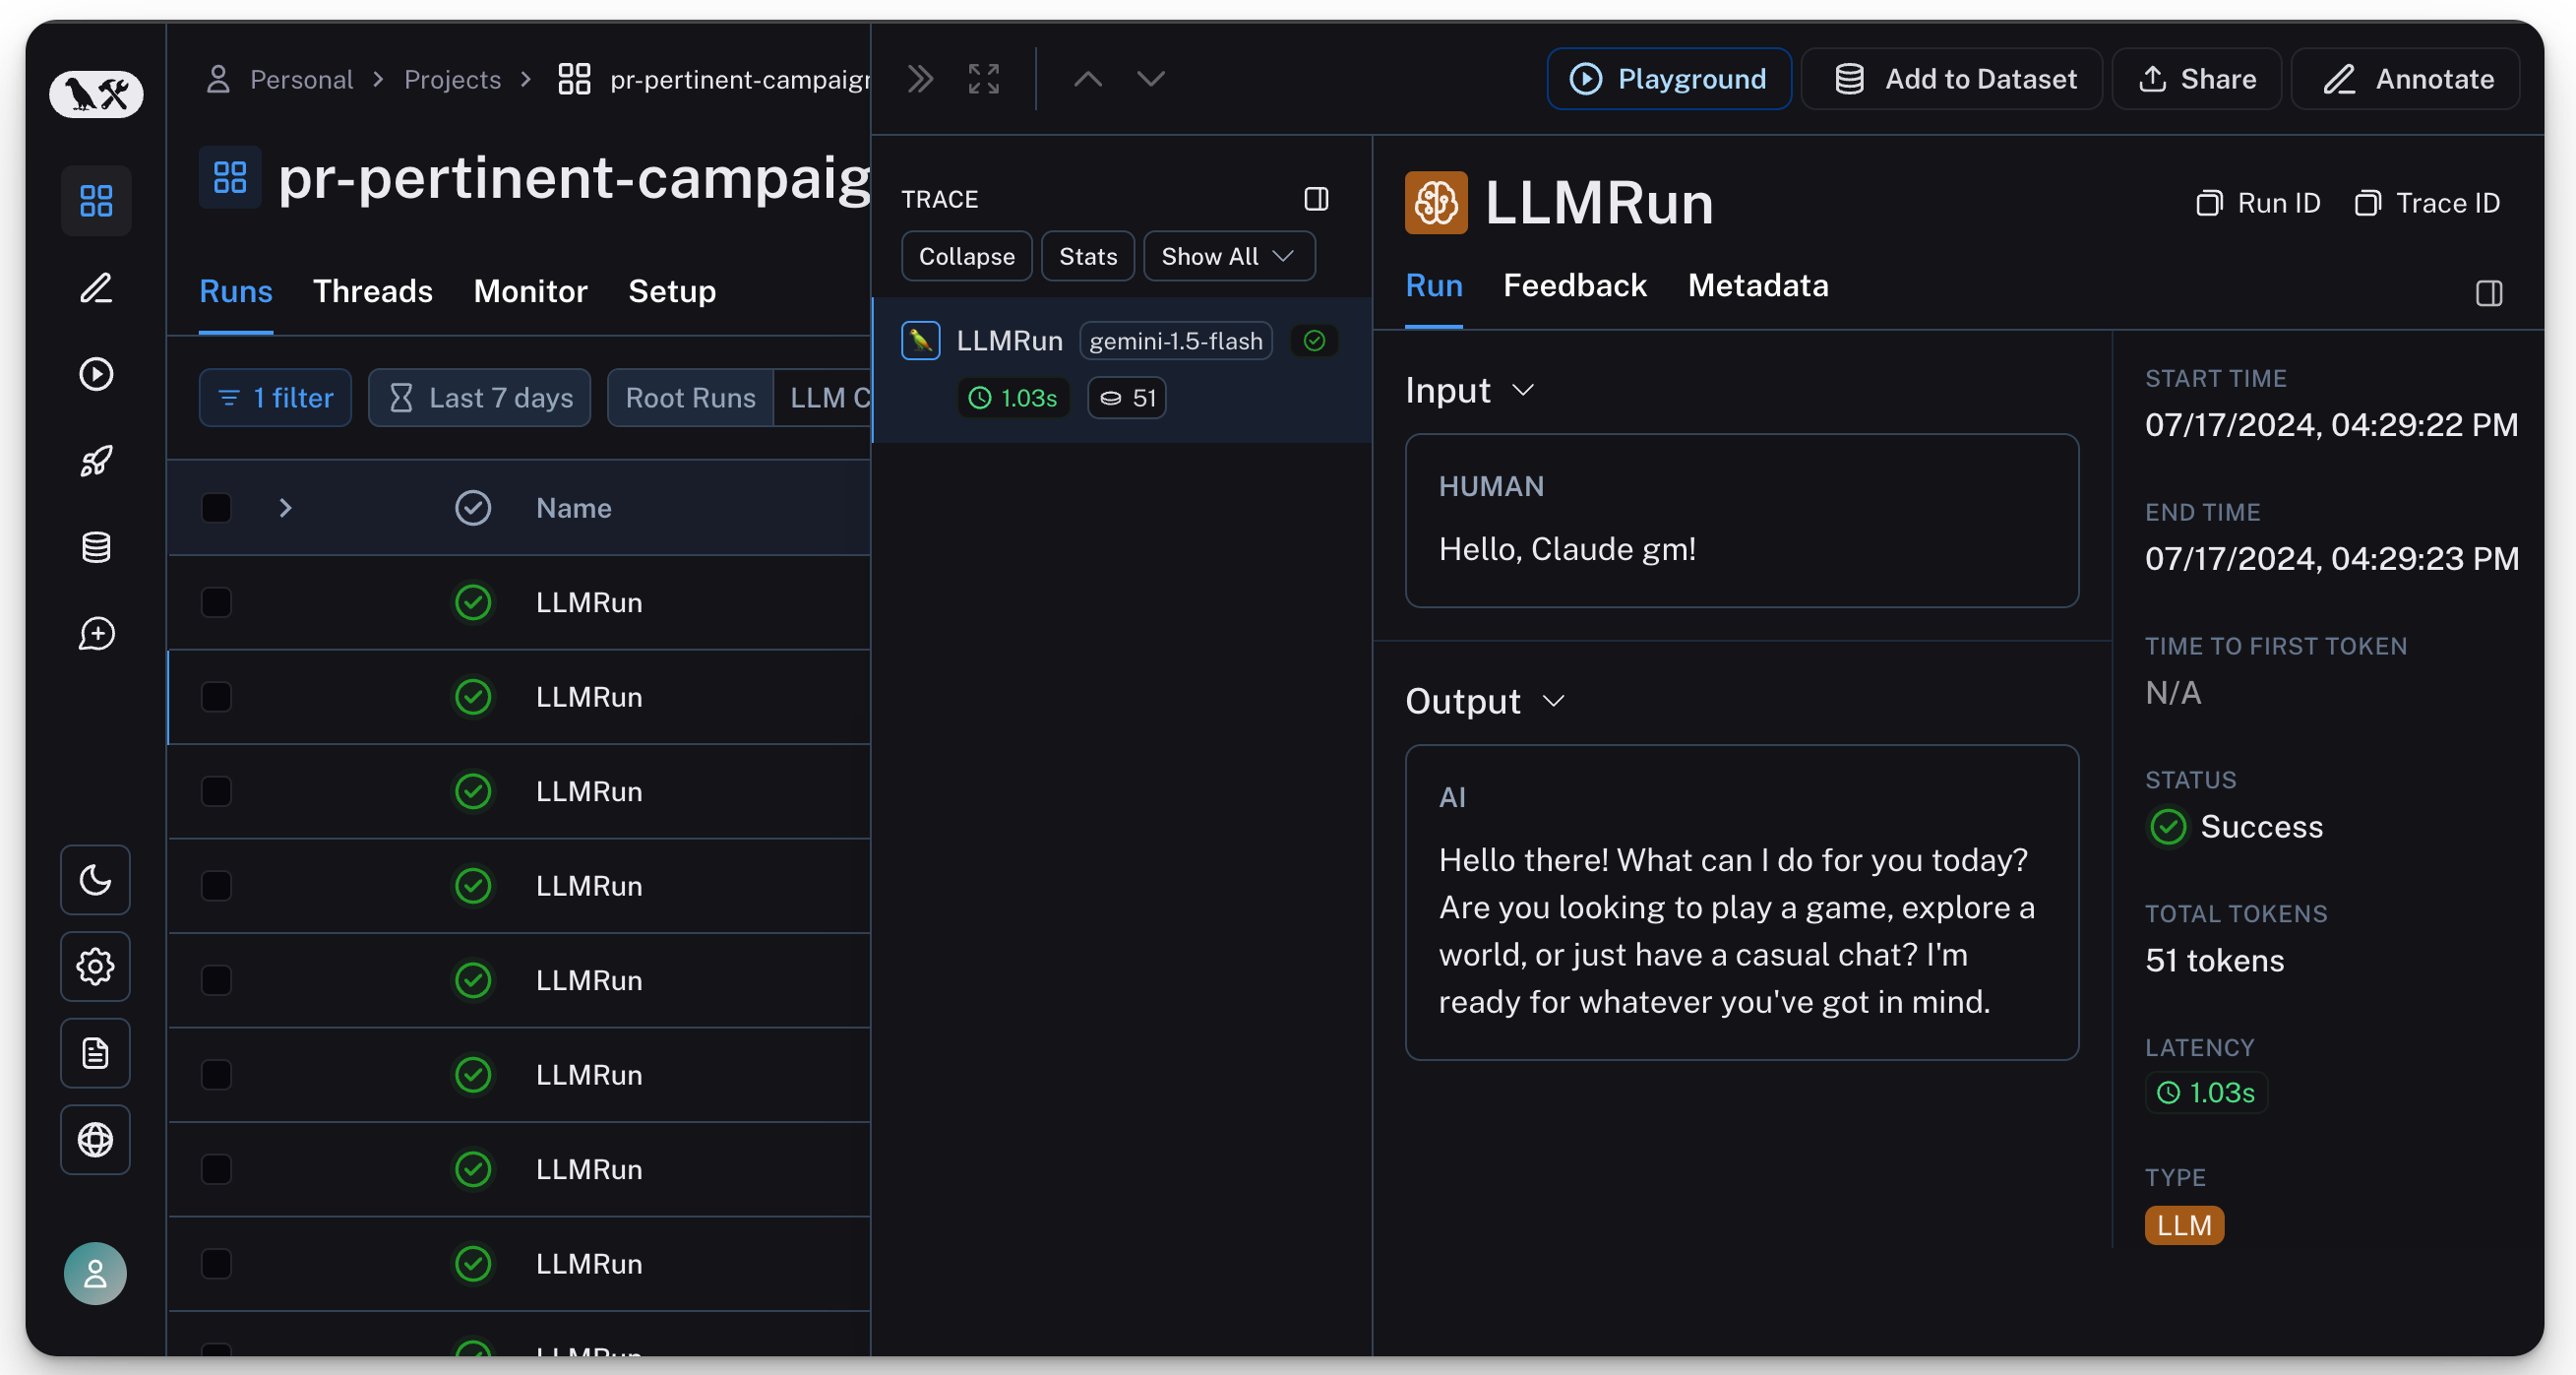 Personal > Projects > pr-pertinent-campaign
pr-pertinent-campaig
Runs Threads Monitor Setup
1 filter Last 7 days Root Runs LLM C
Name
LLMRun
LLMRun
LLMRun
LLMRun
LLMRun
LLMRun
LLMRun
LLMRun
LLMRun
Playground Add to Dataset Share Annotate
TRACE
Collapse Stats Show All
LLMRun gemini-1.5-flash
1.03s 51
LLMRun
Run ID Trace ID
Run Feedback Metadata
Input
HUMAN
Hello, Claude gm!
Output
AI
Hello there! What can I do for you today?
Are you looking to play a game, explore a
world, or just have a casual chat? I'm
ready for whatever you've got in mind.
START TIME
07/17/2024, 04:29:22 PM
END TIME
07/17/2024, 04:29:23 PM
TIME TO FIRST TOKEN
N/A
STATUS
Success
TOTAL TOKENS
51 tokens
LATENCY
1.03s
TYPE
LLM